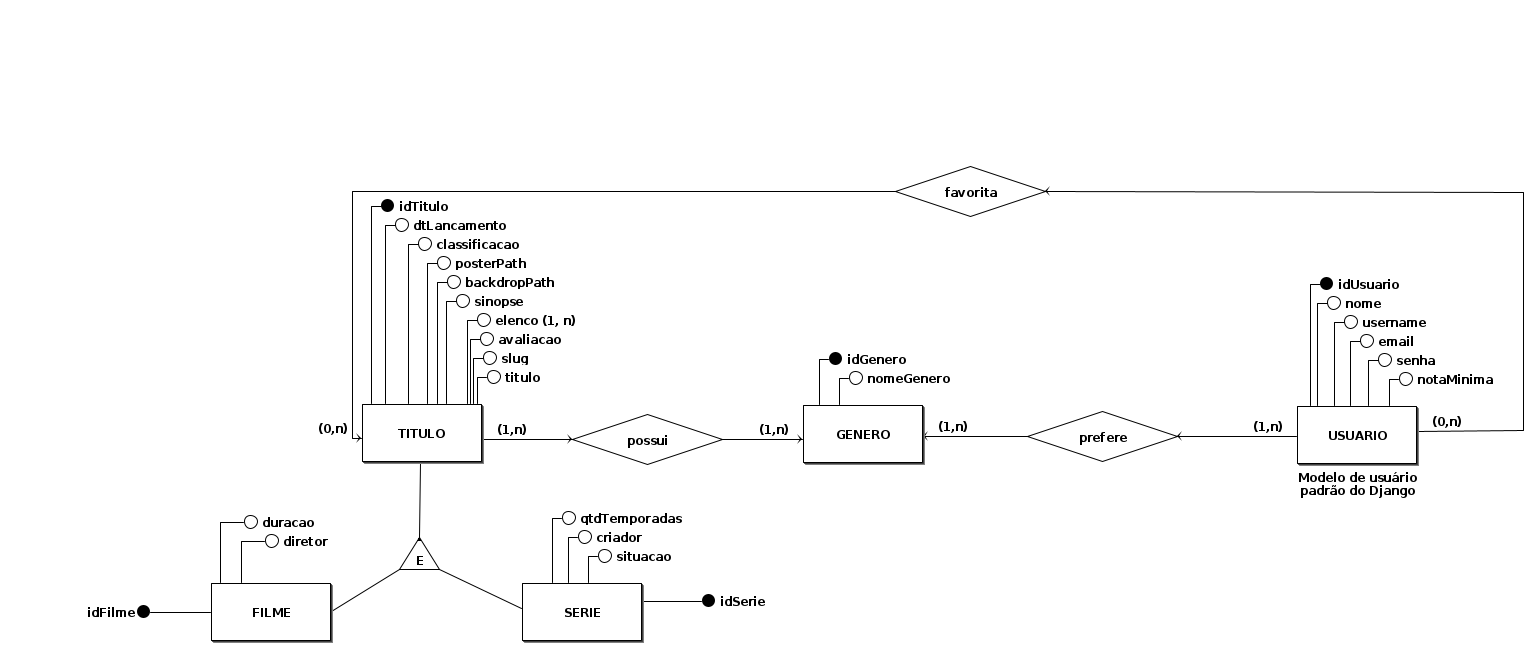 favorita
idTitulo
dtLancamento
classificacao
posterPath
backdropPath
sinopse
elenco (1, n)
avaliacao
slug
titulo
idUsuario
nome
username
email
senha
notaMinima
idGenero
nomeGenero
(0,n)
TITULO
(1,n)
possui
(1,n)
GENERO
(1,n)
prefere
(1,n)
USUARIO
(0,n)
Modelo de usuário
padrão do Django
duracao
diretor
E
qtdTemporadas
criador
situacao
idFilme
FILME
SERIE
idSerie